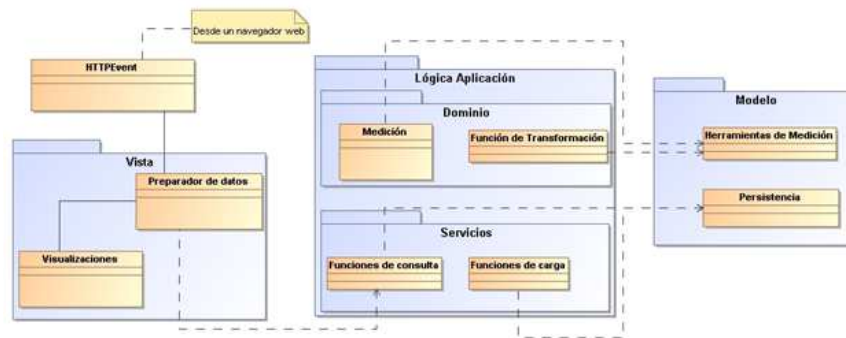 Desde un navegador web
HTTPEvent
Vista
Preparador de datos
Visualizaciones
Lógica Aplicación
Dominio
Medición
Función de Transformación
Servicios
Funciones de consulta
Funciones de carga
Modelo
Herramientas de Medición
Persistencia